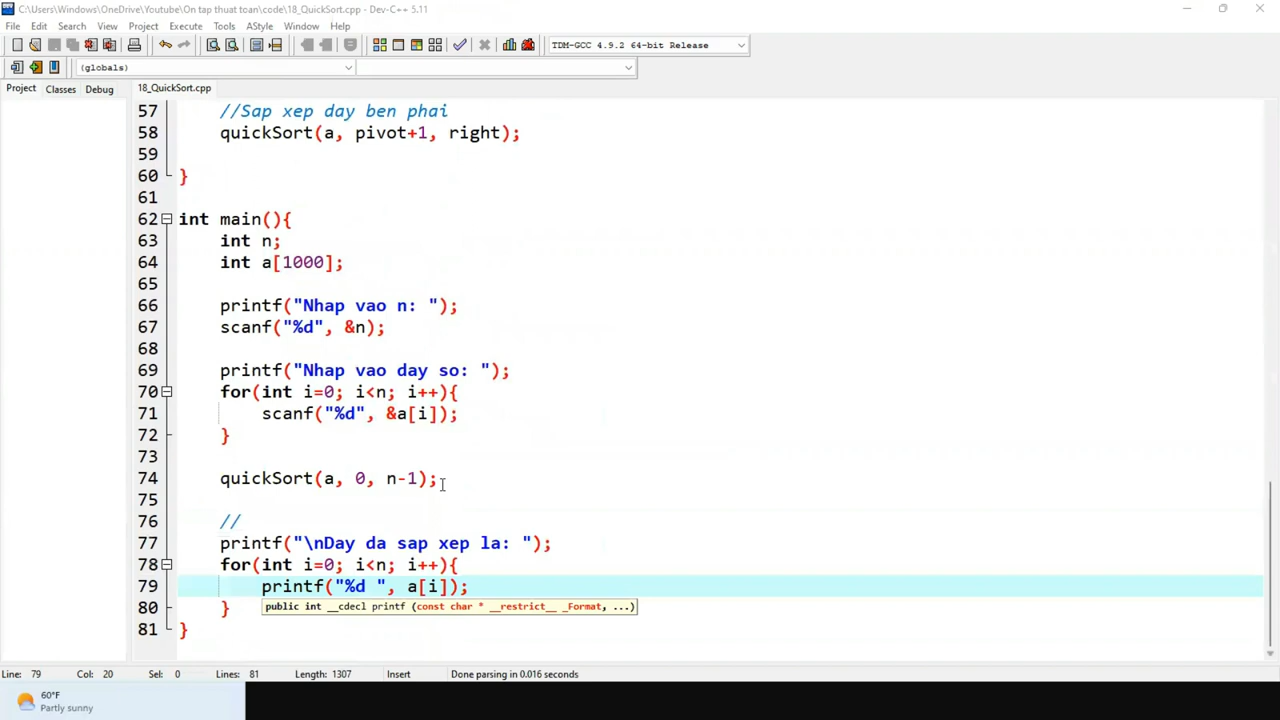 C:\Users\Windows\OneDrive\Youtube\On tap thuat toan\code\18_QuickSort.cpp - Dev-C++ 5.11
File Edit Search View Project Execute Tools AStyle Window Help
TDM-GCC 4.9.2 64-bit Release
(globals)
Project Classes Debug 18_QuickSort.cpp
57 //Sap xep day ben phai
58 quickSort(a, pivot+1, right);
59
60 }
61
62 int main(){
63 int n;
64 int a[1000];
65
66 printf("Nhap vao n: ");
67 scanf("%d", &n);
68
69 printf("Nhap vao day so: ");
70 for(int i=0; i<n; i++){
71 scanf("%d", &a[i]);
72 }
73
74 quickSort(a, 0, n-1);
75
76 //
77 printf("\nDay da sap xep la: ");
78 for(int i=0; i<n; i++){
79 printf("%d ", a[i]);
80 }
public int __cdecl printf (const char * __restrict__ _Format, ...)
81 }
Line: 79 Col: 20 Sel: 0 Lines: 81 Length: 1307 Insert Done parsing in 0.016 seconds
60°F
Partly sunny